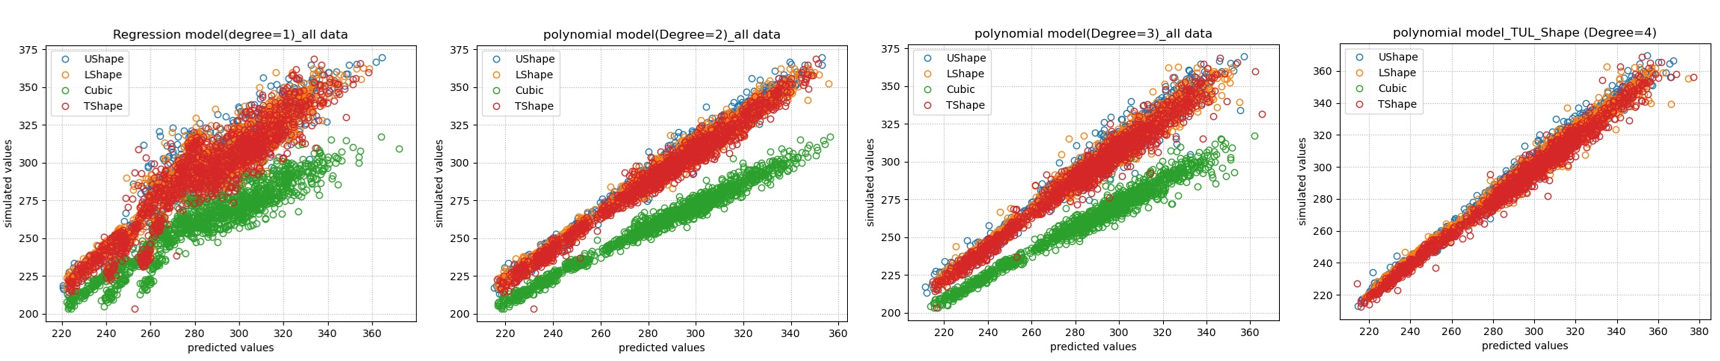 Regression model(degree=1)_all data
375
350
325
300
275
250
225
200
220 240 260 280 300 320 340 360
simulated values
predicted values
UShape
LShape
Cubic
TShape
polynomial model(Degree=2)_all data
375
350
325
300
275
250
225
200
220 240 260 280 300 320 340 360
simulated values
predicted values
UShape
LShape
Cubic
TShape
polynomial model(Degree=3)_all data
375
350
325
300
275
250
225
200
220 240 260 280 300 320 340 360
simulated values
predicted values
UShape
LShape
Cubic
TShape
polynomial model_TUL_Shape (Degree=4)
360
340
320
300
280
260
240
220
220 240 260 280 300 320 340 360 380
simulated values
predicted values
UShape
LShape
Cubic
TShape